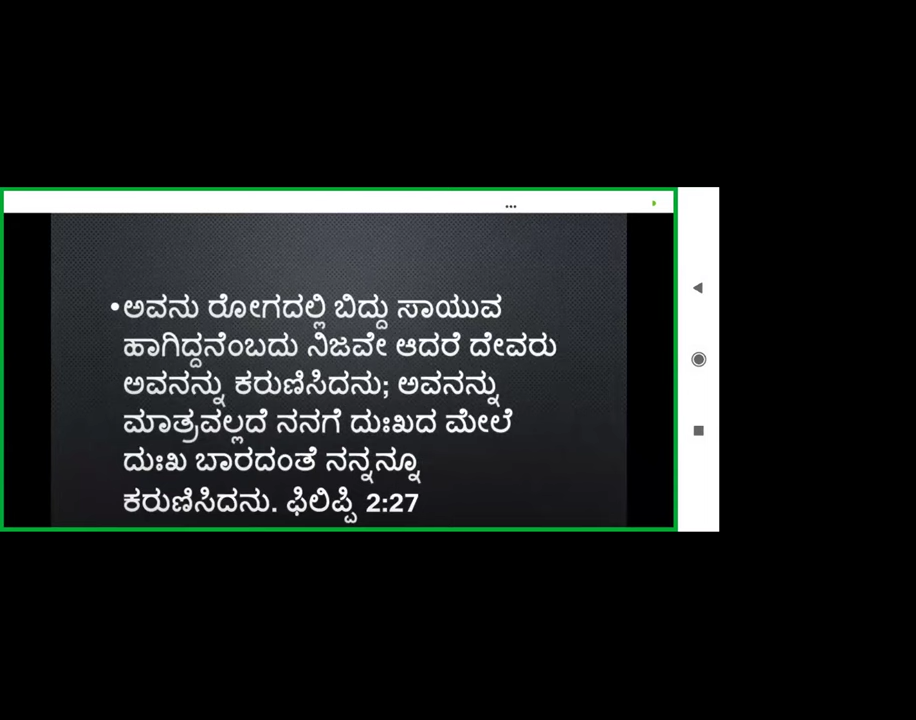 •ಅವನು ರೋಗದಲ್ಲಿ ಬಿದ್ದು ಸಾಯುವ
ಹಾಗಿದ್ದನೆಂಬದು ನಿಜವೇ ಆದರೆ ದೇವರು
ಅವನನ್ನು ಕರುಣಿಸಿದನು; ಅವನನ್ನು
ಮಾತ್ರವಲ್ಲದೆ ನನಗೆ ದುಃಖದ ಮೇಲೆ
ದುಃಖ ಬಾರದಂತೆ ನನ್ನನ್ನೂ
ಕರುಣಿಸಿದನು. ಫಿಲಿಪ್ಪಿ 2:27